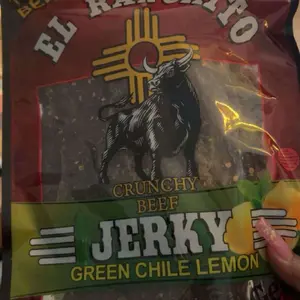 EL RANCHITO
CRUNCHY
BEEF
JERKY
GREEN CHILE LEMON